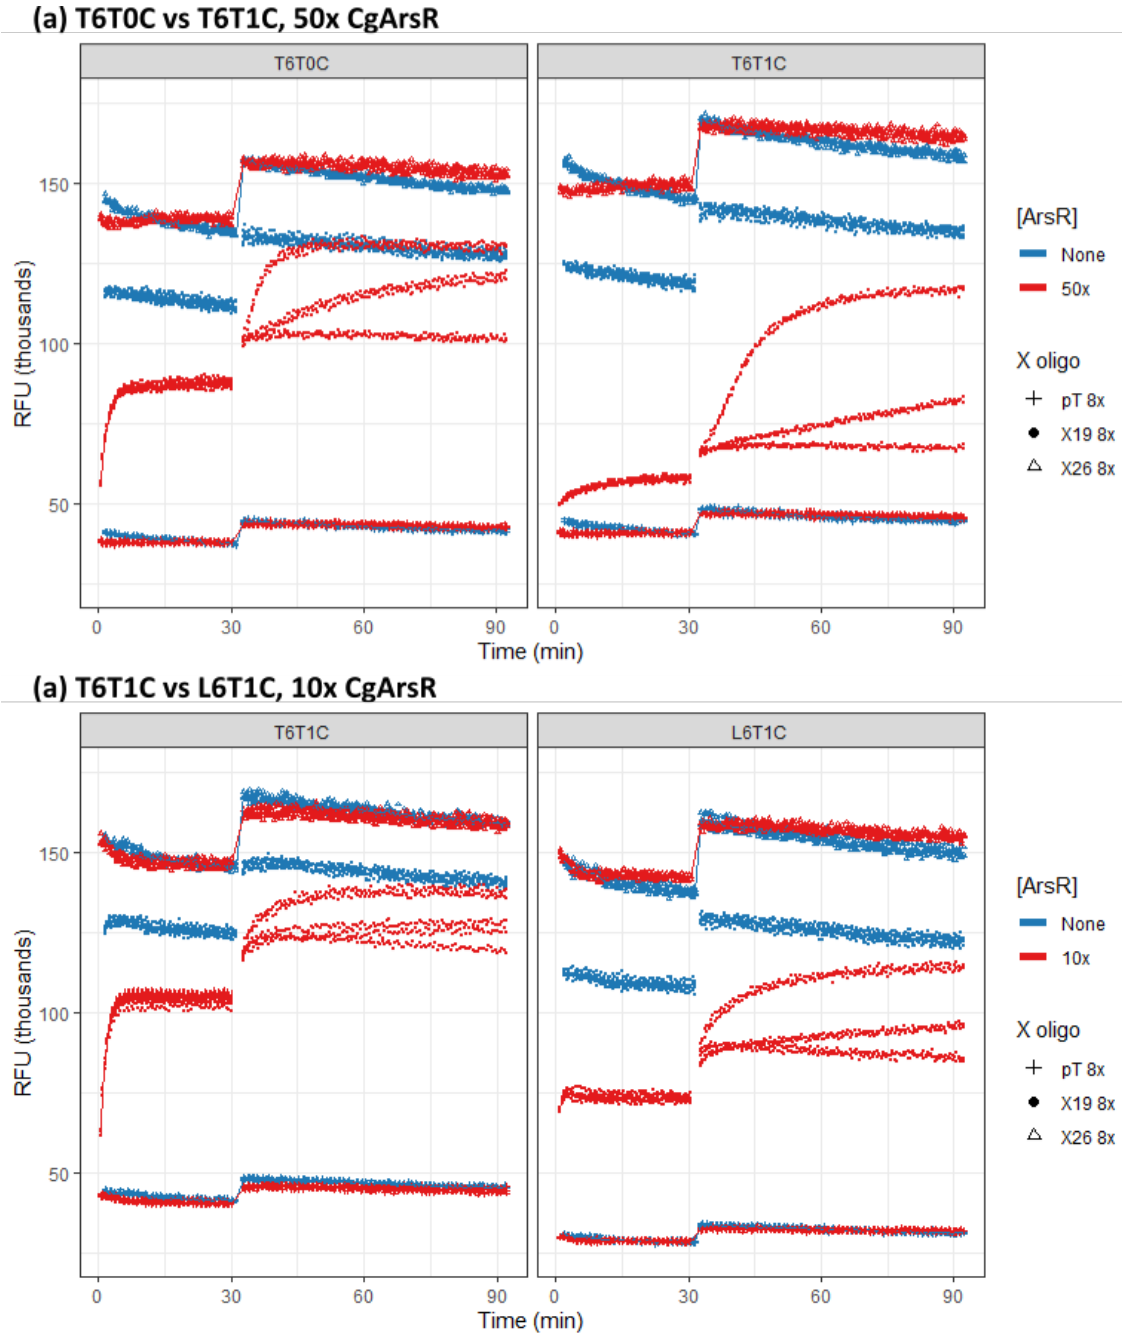 (a) T6T0C vs T6T1C, 50x CgArsR
T6T0C
T6T1C
150
100
50
RFU (thousands)
0
30
60
90
0
30
60
90
Time (min)
[ArsR]
None
50x
X oligo
pT 8x
X19 8x
X26 8x
(a) T6T1C vs L6T1C, 10x CgArsR
T6T1C
L6T1C
150
100
50
RFU (thousands)
0
30
60
90
0
30
60
90
Time (min)
[ArsR]
None
10x
X oligo
pT 8x
X19 8x
X26 8x